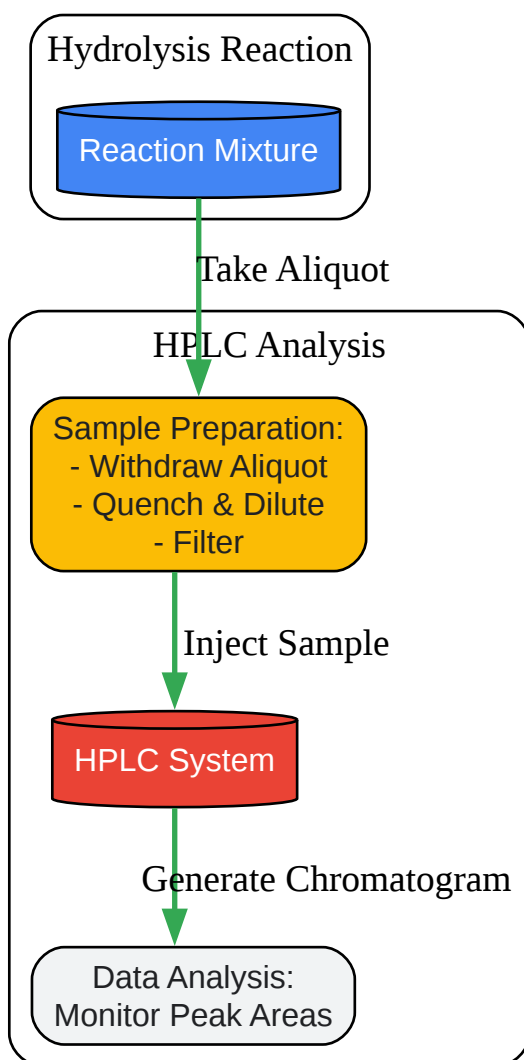 Hydrolysis Reaction
Reaction Mixture
Take Aliquot
HPLC Analysis
Sample Preparation:
- Withdraw Aliquot
- Quench & Dilute
- Filter
Inject Sample
HPLC System
Generate Chromatogram
Data Analysis:
Monitor Peak Areas